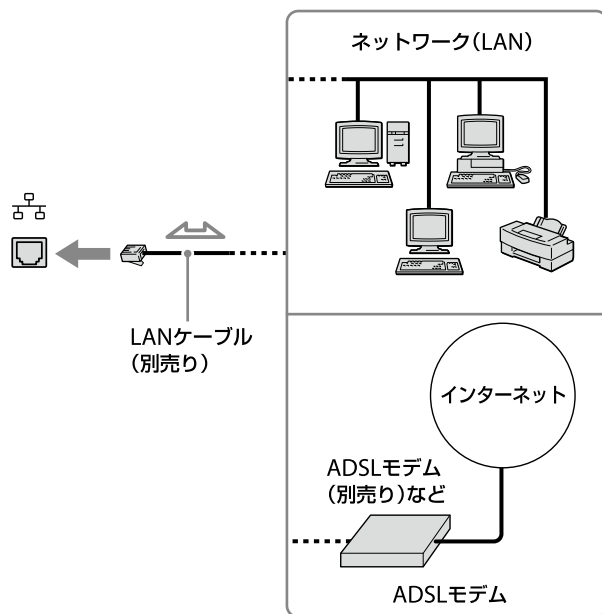 ネットワーク(LAN)
LANケーブル
(別売り)
インターネット
ADSLモデム
(別売り)など
ADSLモデム